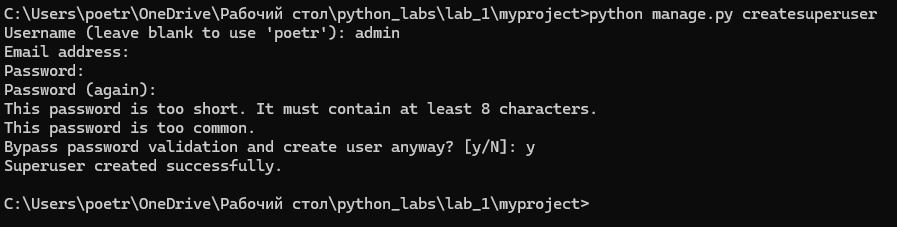 C:\Users\poetr\OneDrive\Рабочий стол\python_labs\lab_1\myproject>python manage.py createsuperuser
Username (leave blank to use 'poetr'): admin
Email address:
Password:
Password (again):
This password is too short. It must contain at least 8 characters.
This password is too common.
Bypass password validation and create user anyway? [y/N]: y
Superuser created successfully.
C:\Users\poetr\OneDrive\Рабочий стол\python_labs\lab_1\myproject>